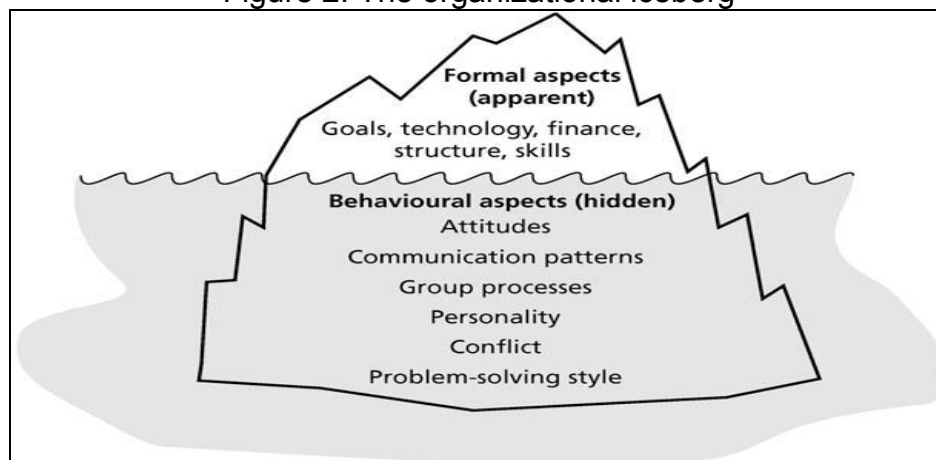 Figure 2: The organizational iceberg
Formal aspects
(apparent)
Goals, technology, finance,
structure, skills
Behavioural aspects (hidden)
Attitudes
Communication patterns
Group processes
Personality
Conflict
Problem-solving style